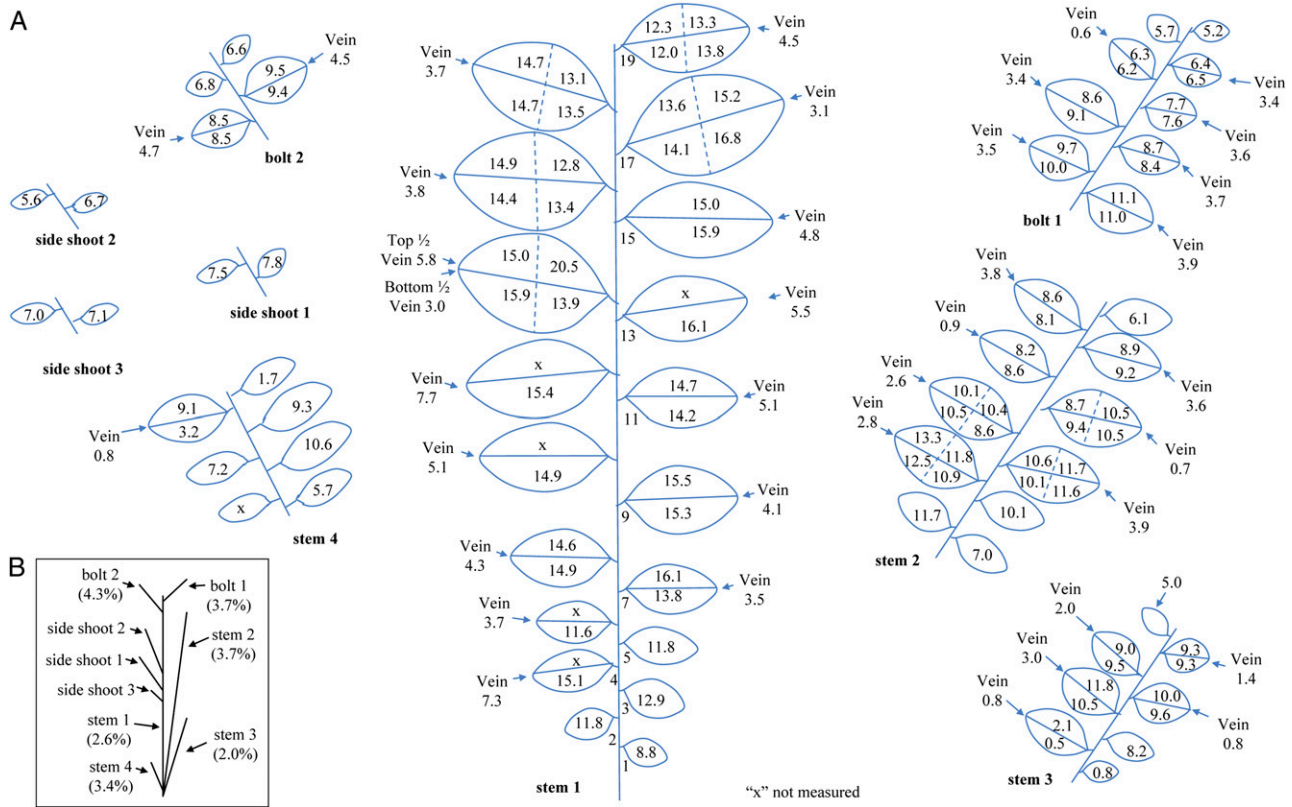 A
6.6
6.8
9.5
9.4
Vein
4.5
8.5
8.5
Vein
4.7
bolt 2
5.6
6.7
side shoot 2
7.5
7.8
side shoot 1
7.0
7.1
side shoot 3
1.7
9.1
3.2
9.3
Vein
0.8
7.2
10.6
x
5.7
stem 4
B
bolt 2
(4.3%)
bolt 1
(3.7%)
side shoot 2
stem 2
(3.7%)
side shoot 1
side shoot 3
stem 1
(2.6%)
stem 3
(2.0%)
stem 4
(3.4%)
12.3
13.3
12.0
13.8
Vein
4.5
19
Vein
3.7
14.7
13.1
14.7
13.5
13.6
15.2
14.1
16.8
Vein
3.1
17
Vein
3.8
14.9
12.8
14.4
13.4
15.0
15.9
Vein
4.8
15
Top ½
Vein 5.8
Bottom ½
Vein 3.0
15.0
20.5
15.9
13.9
x
16.1
Vein
5.5
13
Vein
7.7
x
15.4
14.7
14.2
Vein
5.1
11
Vein
5.1
x
14.9
15.5
15.3
Vein
4.1
9
Vein
4.3
14.6
14.9
16.1
13.8
Vein
3.5
7
Vein
3.7
x
11.6
11.8
5
Vein
7.3
x
15.1
4
12.9
3
11.8
2
8.8
1
stem 1
"x" not measured
Vein
0.6
5.7
5.2
6.3
6.2
6.4
6.5
Vein
3.4
Vein
3.4
8.6
9.1
7.7
7.6
Vein
3.6
Vein
3.5
9.7
10.0
8.7
8.4
Vein
3.7
11.1
11.0
Vein
3.9
bolt 1
Vein
3.8
8.6
8.1
6.1
Vein
0.9
8.2
8.6
8.9
9.2
Vein
3.6
Vein
2.6
10.1
10.5
10.4
8.6
8.7
10.5
9.4
10.5
Vein
0.7
Vein
2.8
13.3
12.5
11.8
10.9
10.6
11.7
10.1
11.6
Vein
3.9
11.7
10.1
7.0
stem 2
5.0
Vein
2.0
9.0
9.5
9.3
9.3
Vein
1.4
Vein
3.0
11.8
10.5
10.0
9.6
Vein
0.8
Vein
0.8
2.1
0.5
8.2
0.8
stem 3